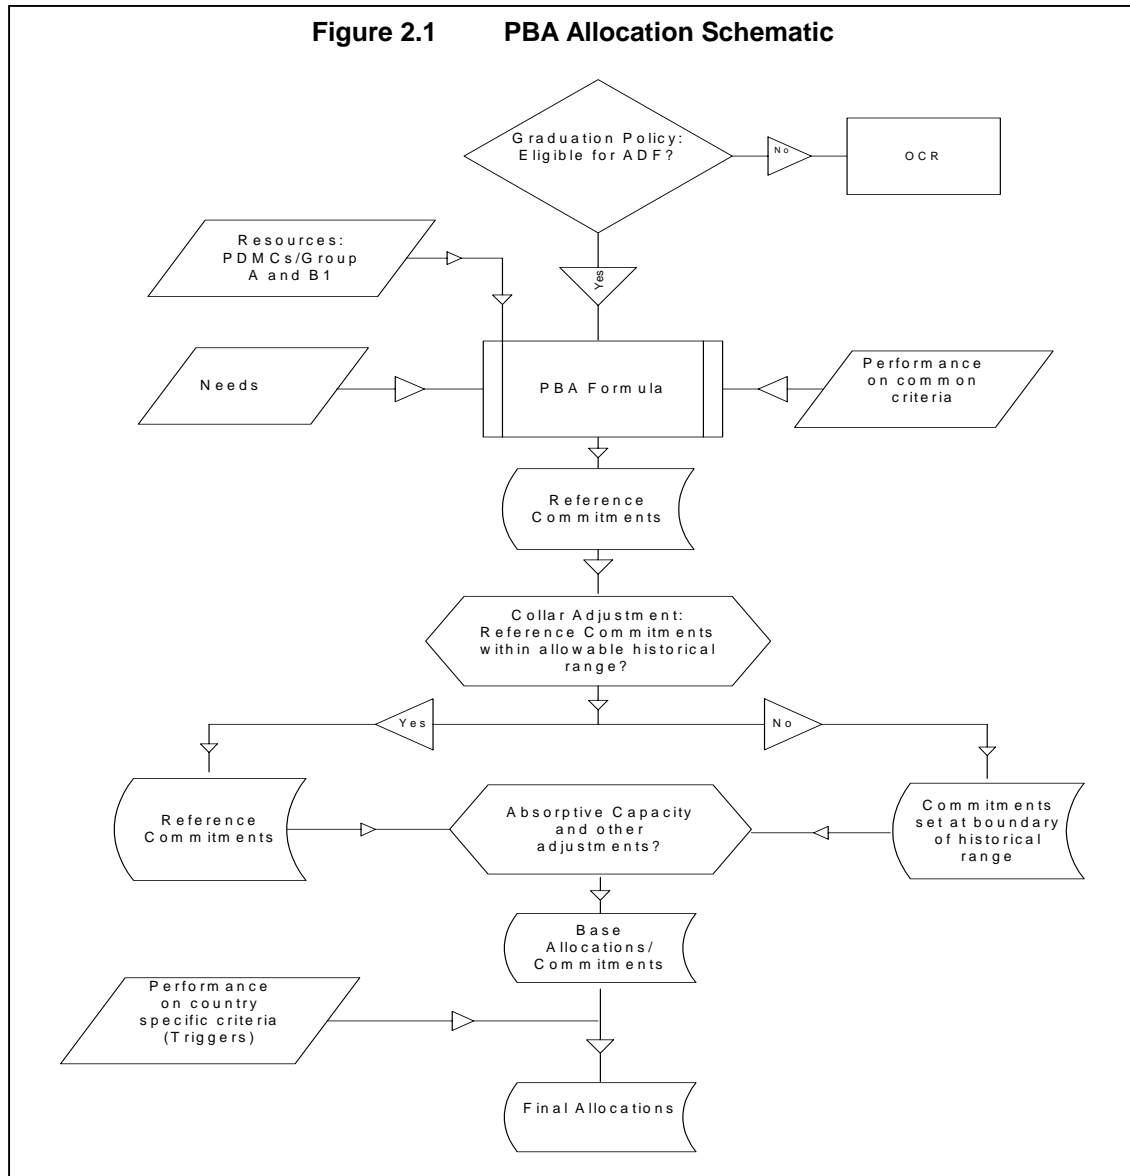 Figure 2.1 PBA Allocation Schematic
Graduation Policy:
Eligible for ADF?
No
OCR
Resources:
PDMCs/Group
A and B1
Yes
Needs
PBA Formula
Performance
on common
criteria
Reference
Commitments
Collar Adjustment:
Reference Commitments
within allowable historical
range?
Yes
No
Reference
Commitments
Absorptive Capacity
and other
adjustments?
Commitments
set at boundary
of historical
range
Base
Allocations/
Commitments
Performance
on country
specific criteria
(Triggers)
Final Allocations